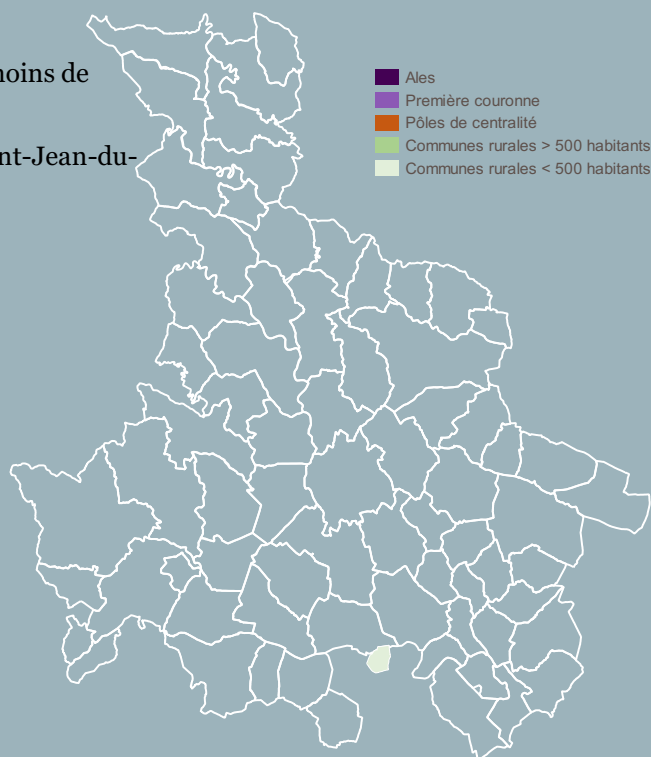 moins de
nt-Jean-du-
Ales
Première couronne
Pôles de centralité
Communes rurales > 500 habitants
Communes rurales < 500 habitants